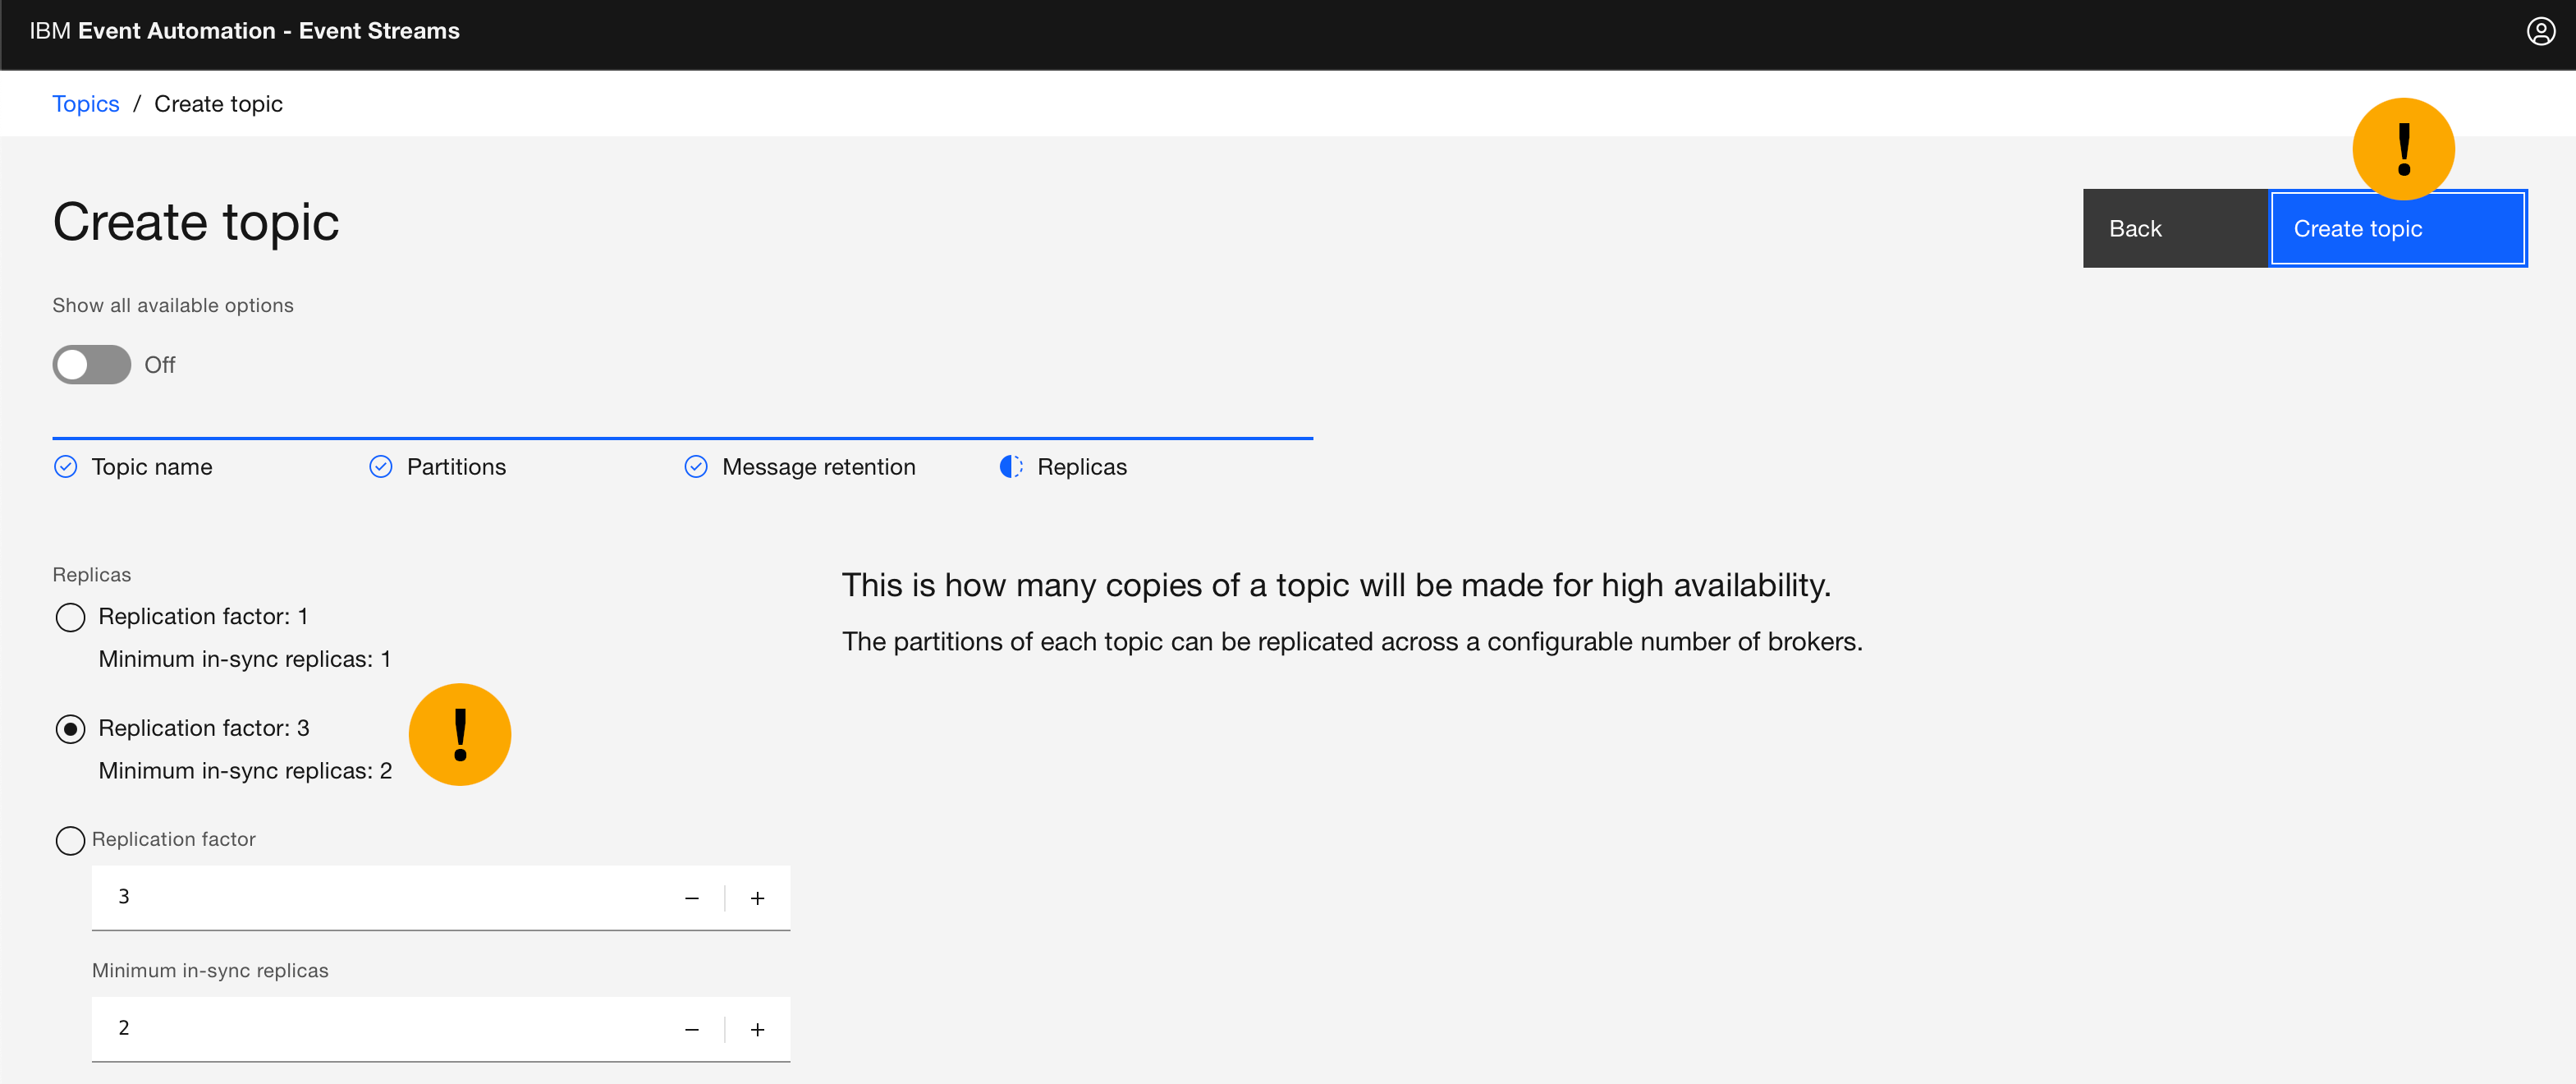 IBM Event Automation - Event Streams
Topics / Create topic
!
Create topic
Back
Create topic
Show all available options
Off
Topic name
Partitions
Message retention
Replicas
Replicas
Replication factor: 1
Minimum in-sync replicas: 1
Replication factor: 3
Minimum in-sync replicas: 2
!
Replication factor
3
Minimum in-sync replicas
2
This is how many copies of a topic will be made for high availability.
The partitions of each topic can be replicated across a configurable number of brokers.